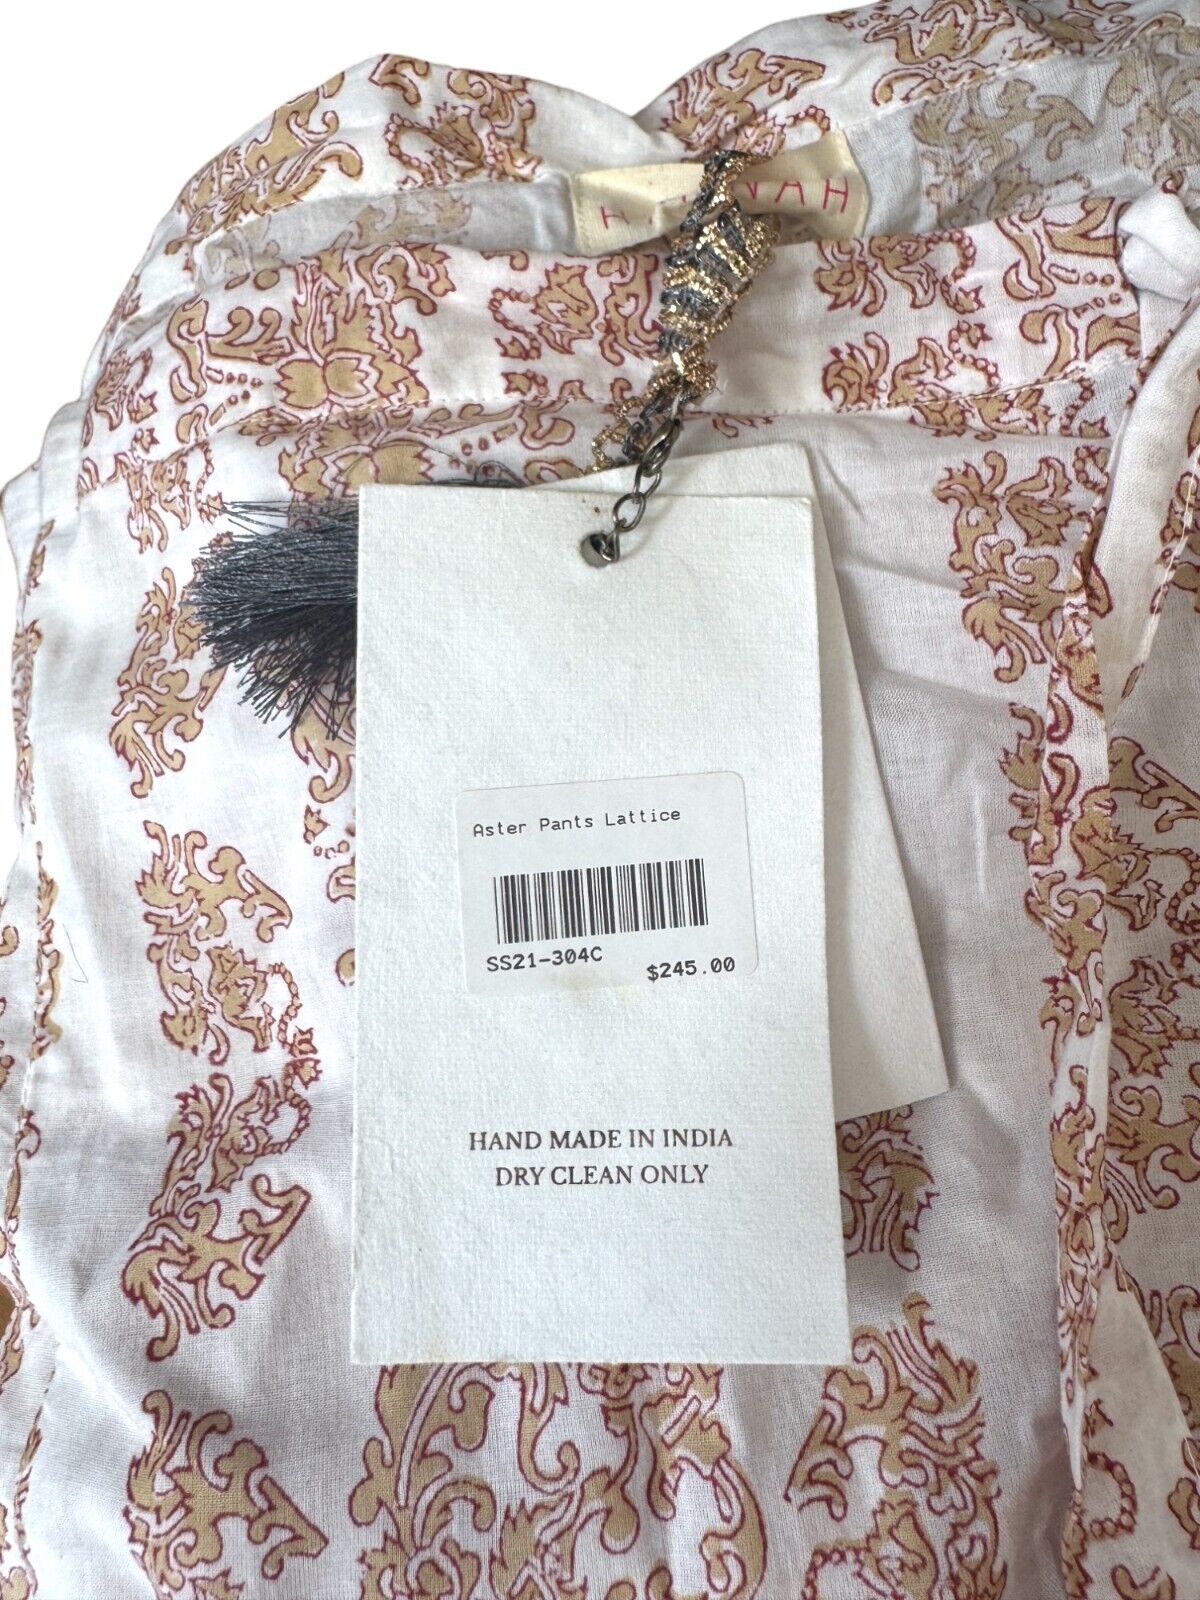 Aster Pants Lattice
SS21-304C
$245.00
HAND MADE IN INDIA
DRY CLEAN ONLY